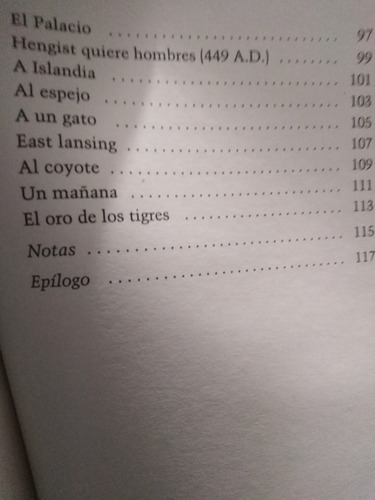 El Palacio ........................ 97
Hengist quiere hombres (449 A.D.) ........ 99
A Islandia ........................ 101
Al espejo ........................ 103
A un gato ........................ 105
East lansing ........................ 107
Al coyote ........................ 109
Un mañana ........................ 111
El oro de los tigres ........................ 113
Notas ........................ 115
Epílogo ........................ 117